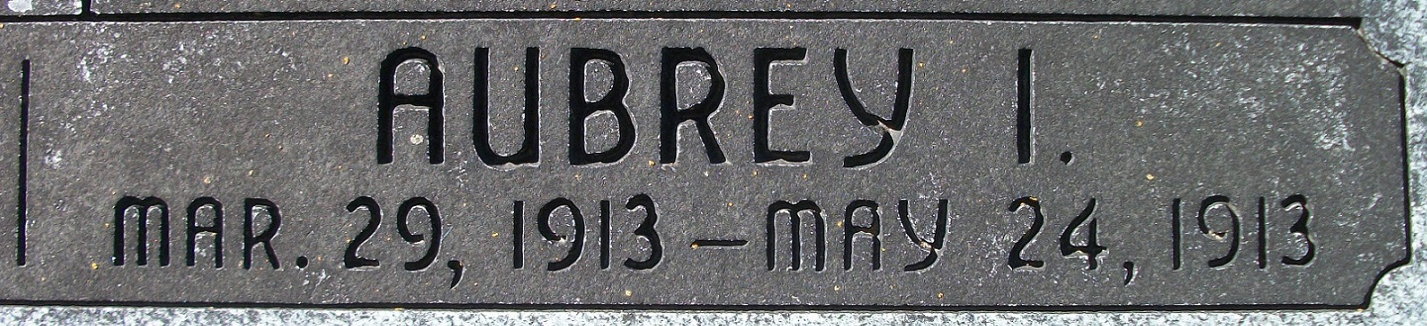 AUBREY I.
MAR. 29, 1913 – MAY 24, 1913